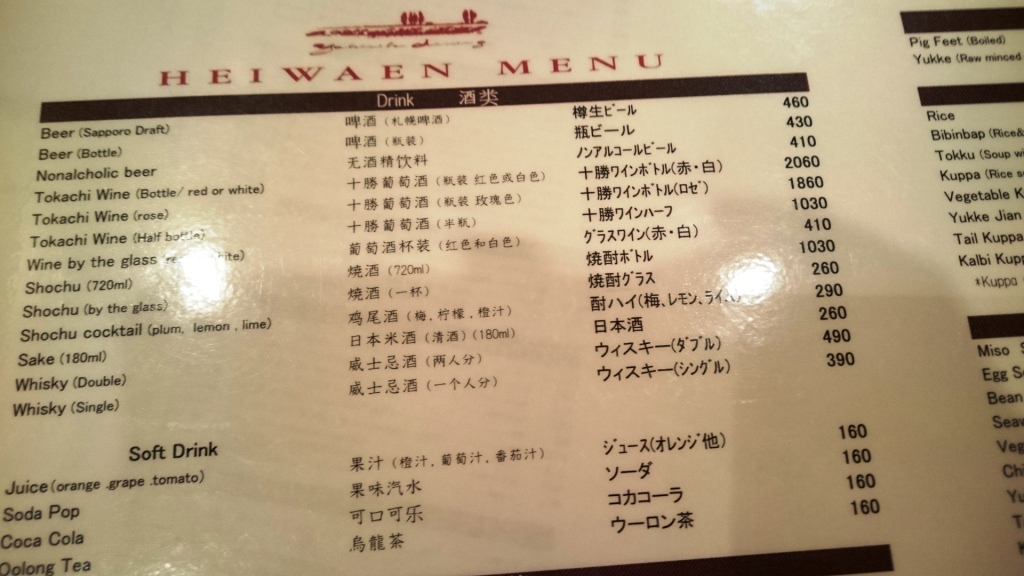 HEIWAEN MENU
Drink 酒类
Beer (Sapporo Draft) 啤酒 (札幌啤酒) 樽生ビール 460
Beer (Bottle) 啤酒 (瓶装) 瓶ビール 430
Nonalcholic beer 无酒精饮料 ノンアルコールビール 410
Tokachi Wine (Bottle/ red or white) 十勝葡萄酒 (瓶装 红色或白色) 十勝ワインボトル(赤・白) 2060
Tokachi Wine (rose) 十勝葡萄酒 (瓶装 玫瑰色) 十勝ワインボトル(ロゼ) 1860
Tokachi Wine (Half bottle) 十勝葡萄酒 (半瓶) 十勝ワインハーフ 1030
Wine by the glass 葡萄酒杯装 (红色和白色) グラスワイン(赤・白) 410
Shochu (720ml) 焼酒 (720ml) 焼酎ボトル 1030
Shochu (by the glass) 焼酒 (一杯) 焼酎グラス 260
Shochu cocktail (plum, lemon , lime) 鸡尾酒 (梅, 柠檬 , 橙汁) 酎ハイ(梅、レモン、ライム) 290
Sake (180ml) 日本米酒 (清酒) (180ml) 日本酒 260
Whisky (Double) 威士忌酒 (两人分) ウィスキー(ダブル) 490
Whisky (Single) 威士忌酒 (一个人分) ウィスキー(シングル) 390
Soft Drink
Juice (orange .grape .tomato) 果汁 (橙汁, 葡萄汁, 番茄汁) ジュース(オレンジ他) 160
Soda Pop 果味汽水 ソーダ 160
Coca Cola 可口可乐 コカコーラ 160
Oolong Tea 烏龍茶 ウーロン茶 160
Pig Feet (Boiled)
Yukke (Raw minced
Rice
Bibinbap (Rice&
Tokku (Soup
Kuppa (Rice
Vegetable K
Yukke Jian
Tail Kuppa
Kalbi Kupp
*Kuppa
Miso
Egg
Bean